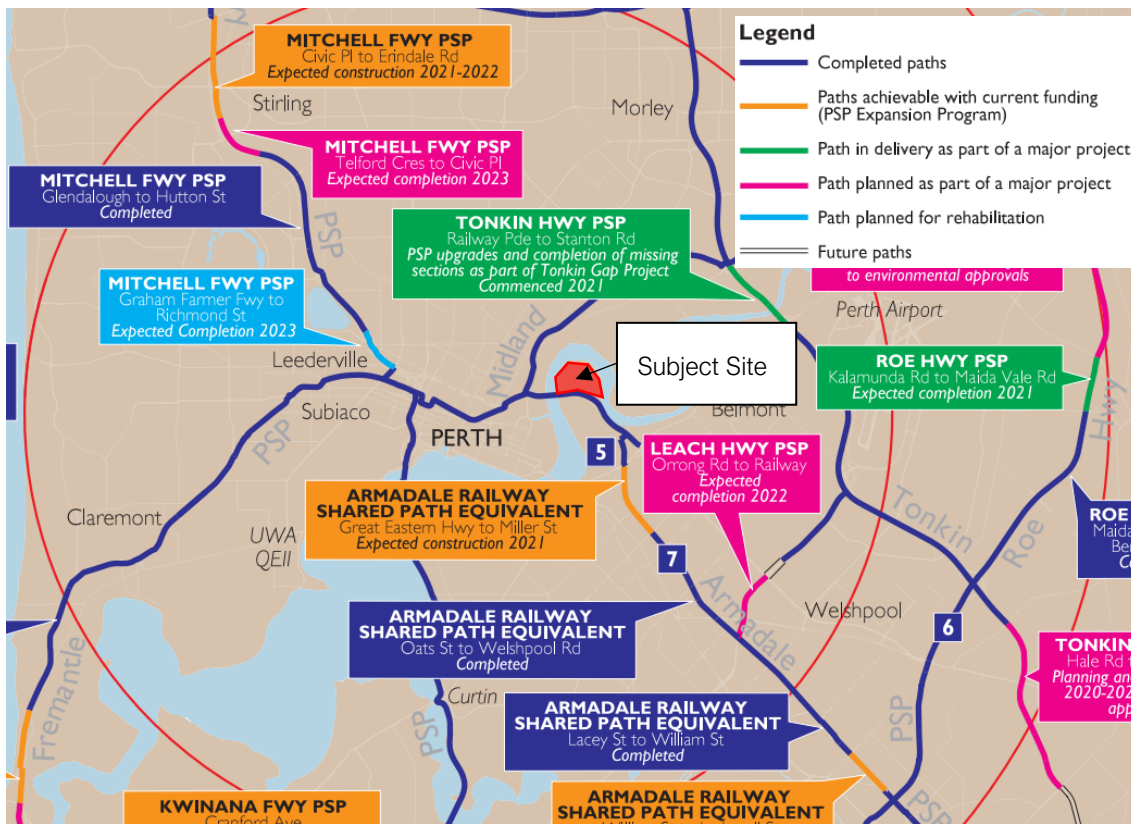 MITCHELL FWY PSP
Civic Pl to Erindale Rd
Expected construction 2021-2022
Stirling
Morley
Legend
Completed paths
Paths achievable with current funding
(PSP Expansion Program)
Path in delivery as part of a major project
Path planned as part of a major project
Path planned for rehabilitation
Future paths
MITCHELL FWY PSP
Telford Cres to Civic Pl
Expected completion 2023
MITCHELL FWY PSP
Glendalough to Hutton St
Completed
PSP
TONKIN HWY PSP
Railway Pde to Stanton Rd
PSP upgrades and completion of missing
sections as part of Tonkin Gap Project
Commenced 2021
to environmental approvals
Perth Airport
MITCHELL FWY PSP
Graham Farmer Fwy to
Richmond St
Expected Completion 2023
Leederville
Midland
Subject Site
ROE HWY PSP
Kalamunda Rd to Maida Vale Rd
Expected completion 2021
Hwy
Subiaco
PSP
PERTH
Belmont
5
LEACH HWY PSP
Orrong Rd to Railway
Expected
completion 2022
ARMADALE RAILWAY
SHARED PATH EQUIVALENT
Great Eastern Hwy to Miller St
Expected construction 2021
Claremont
UWA
QEII
7
Tonkin
Roe
ROE
Maida
Armadale
Welshpool
ARMADALE RAILWAY
SHARED PATH EQUIVALENT
Oats St to Welshpool Rd
Completed
6
TONKIN
Hale Rd
Planning and
2020-202
app
Curtin
Fremantle
PSP
ARMADALE RAILWAY
SHARED PATH EQUIVALENT
Lacey St to William St
Completed
PSP
KWINANA FWY PSP
Cranford Ave
ARMADALE RAILWAY
SHARED PATH EQUIVALENT
PSP